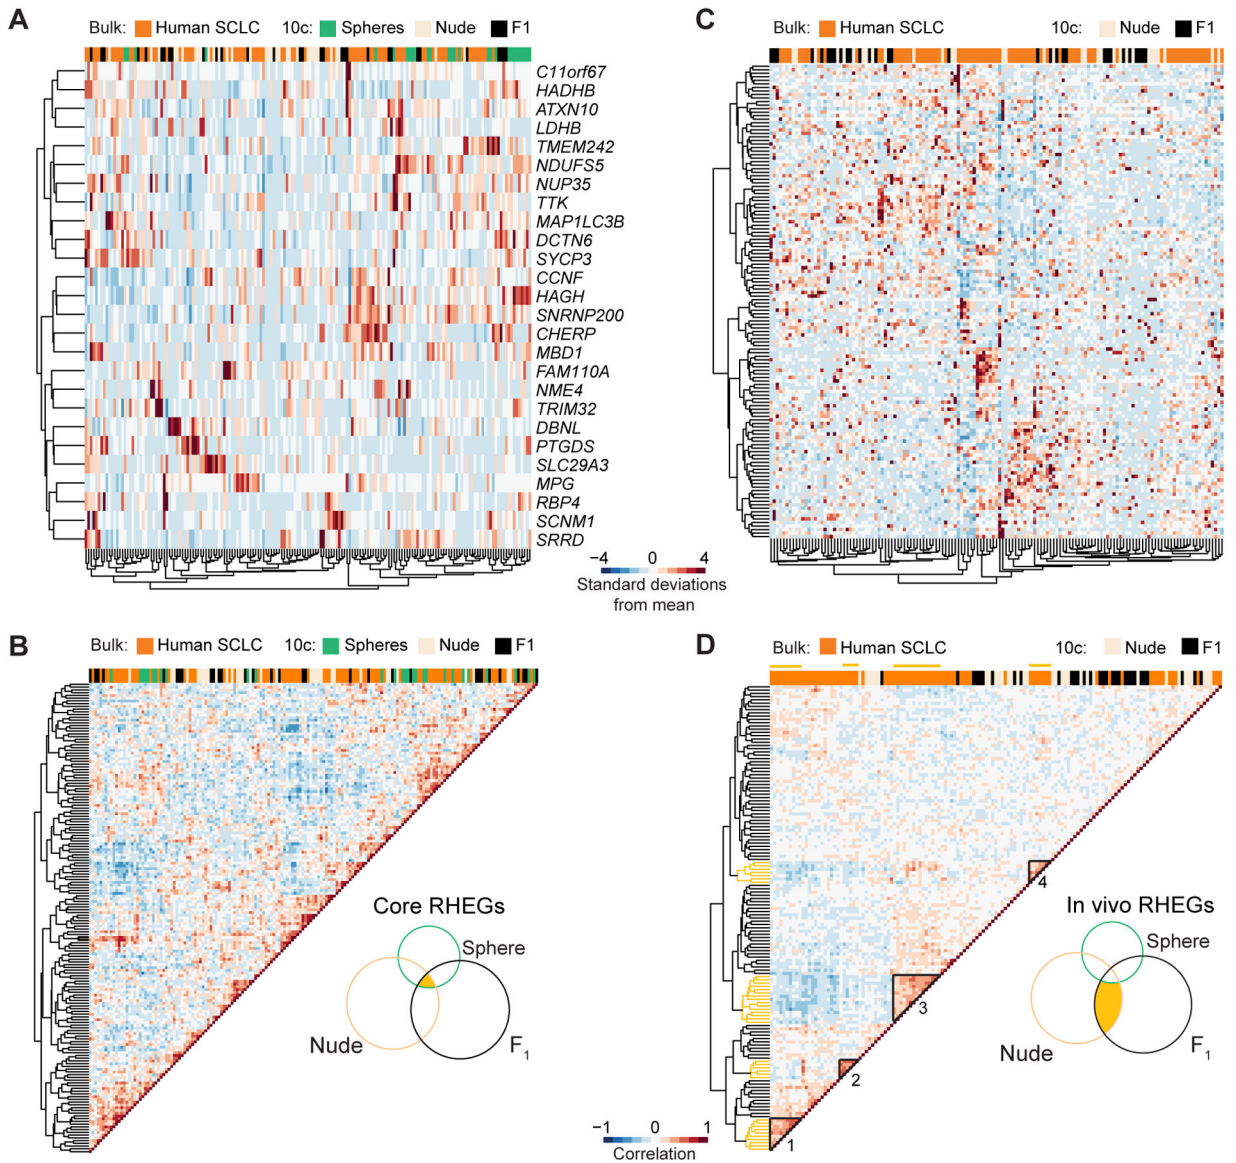 A
Bulk: Human SCLC 10c: Spheres Nude F1
C11orf67
HADHB
ATXN10
LDHB
TMEM242
NDUFS5
NUP35
TTK
MAP1LC3B
DCTN6
SYCP3
CCNF
HAGH
SNRNP200
CHERP
MBD1
FAM110A
NME4
TRIM32
DBNL
PTGDS
SLC29A3
MPG
RBP4
SCNM1
SRRD
−4 0 4
Standard deviations
from mean
C
Bulk: Human SCLC 10c: Nude F1
B
Bulk: Human SCLC 10c: Spheres Nude F1
Core RHEGs
Sphere
Nude
F1
−1 0 1
Correlation
D
Bulk: Human SCLC 10c: Nude F1
4
3
2
1
In vivo RHEGs
Sphere
Nude
F1